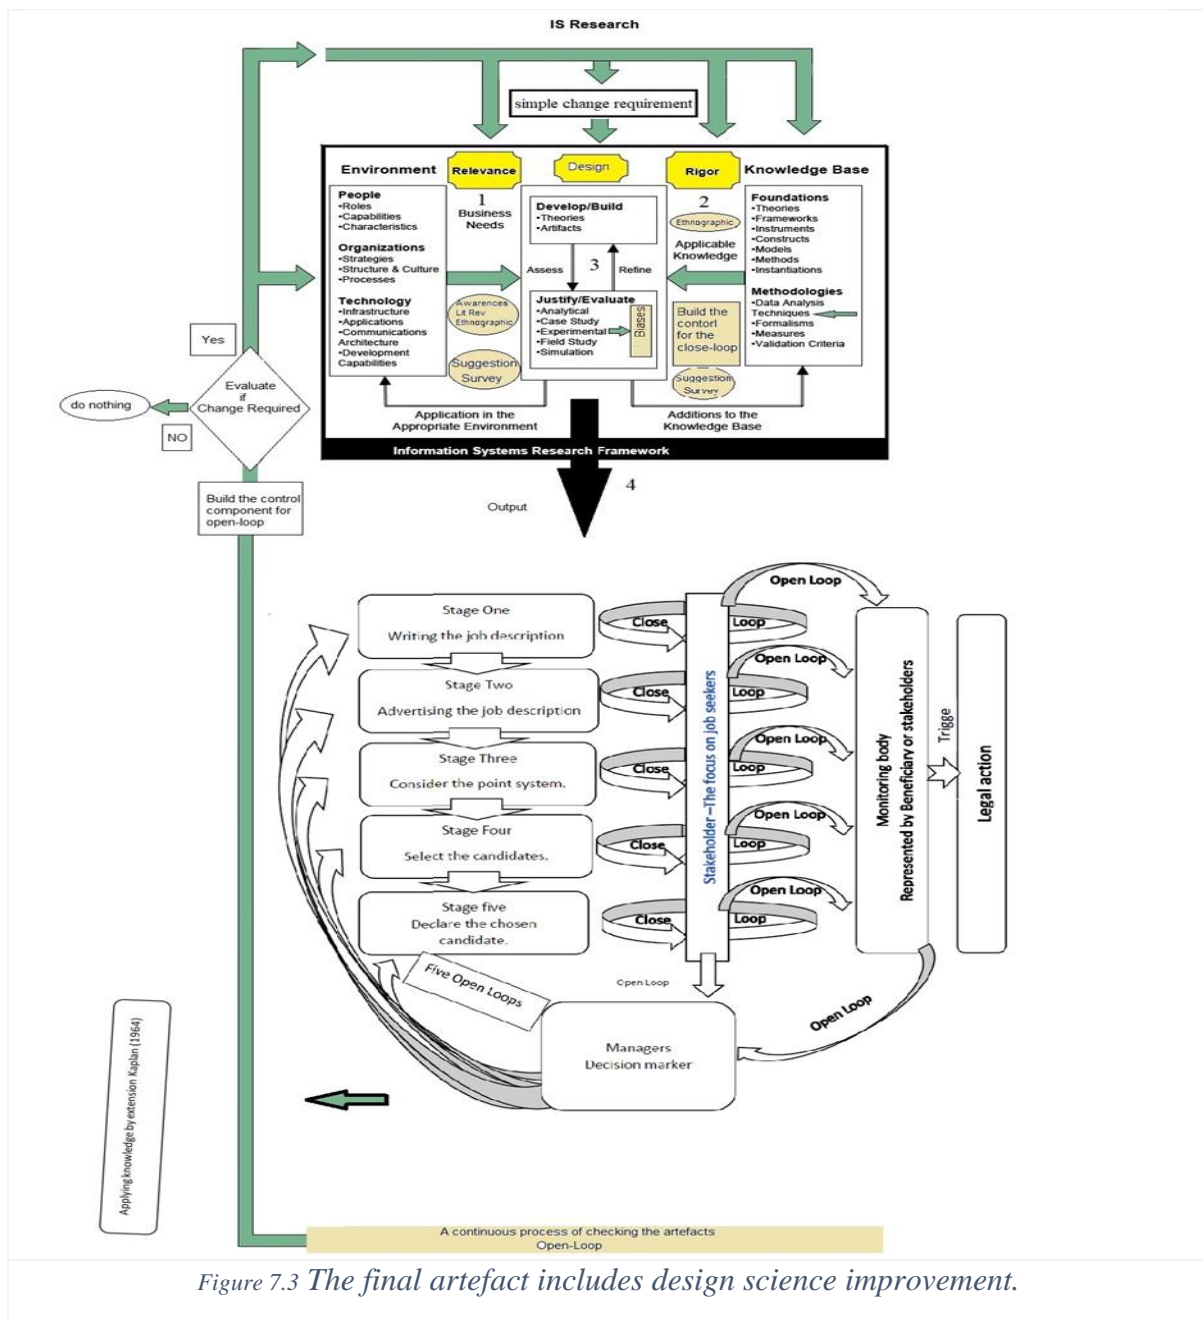 IS Research
simple change requirement
Environment
Relevance
Design
Rigor
Knowledge Base
People
•Roles
•Capabilities
•Characteristics
Organizations
•Strategies
•Structure & Culture
•Processes
Technology
•Infrastructure
•Applications
•Communications
Architecture
•Development
Capabilities
1
Business
Needs
Awarences
Lit Rev
Ethnographic
Suggestion
Survey
Develop/Build
•Theories
•Artifacts
Assess
3
Refine
Justify/Evaluate
•Analytical
•Case Study
•Experimental
•Field Study
•Simulation
Biases
2
Ethnographic
Applicable
Knowledge
Build the
contorl
for the
close-loop
Suggestion
Survey
Foundations
•Theories
•Frameworks
•Instruments
•Constructs
•Models
•Methods
•Instantiations
Methodologies
•Data Analysis
Techniques
•Formalisms
•Measures
•Validation Criteria
Application in the
Appropriate Environment
Additions to the
Knowledge Base
Information Systems Research Framework
Yes
Evaluate
if
Change Required
do nothing
NO
Build the control
component for
open-loop
Output
4
Stage One
Writing the job description
Stage Two
Advertising the job description
Stage Three
Consider the point system.
Stage Four
Select the candidates.
Stage five
Declare the chosen
candidate.
Close
Loop
Open Loop
Close
Loop
Open Loop
Close
Loop
Open Loop
Close
Loop
Open Loop
Close
Loop
Open Loop
Stakeholder –The focus on job seekers
Monitoring body
Represented by Beneficiary or stakeholders
Trigge
Legal action
Five Open Loops
Open Loop
Open Loop
Managers
Decision marker
Applying knowledge by extension Kaplan (1964)
A continuous process of checking the artefacts
Open-Loop
Figure 7.3 The final artefact includes design science improvement.